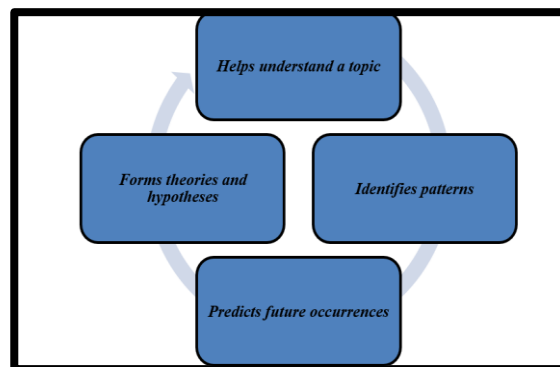 Helps understand a topic
Identifies patterns
Predicts future occurrences
Forms theories and
hypotheses